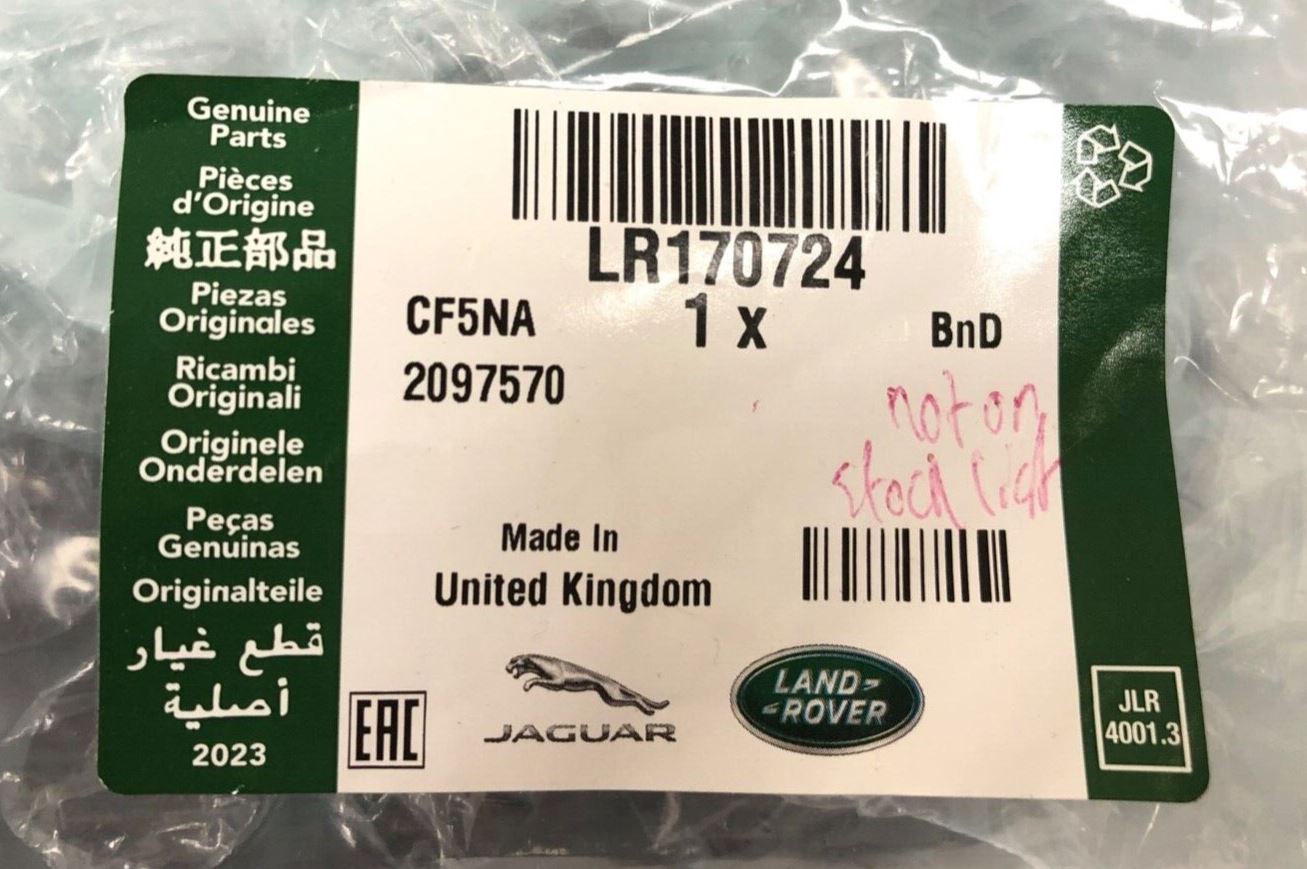 Genuine
Parts
Pièces
d'Origine
純正部品
Piezas
Originales
Ricambi
Originali
Originele
Onderdelen
Peças
Genuinas
Originalteile
قطع غيار
أصلية
2023
LR170724
CF5NA 1 x BnD
2097570
not on
stock list
Made In
United Kingdom
EAC
JAGUAR
LAND-
-ROVER
JLR
4001.3